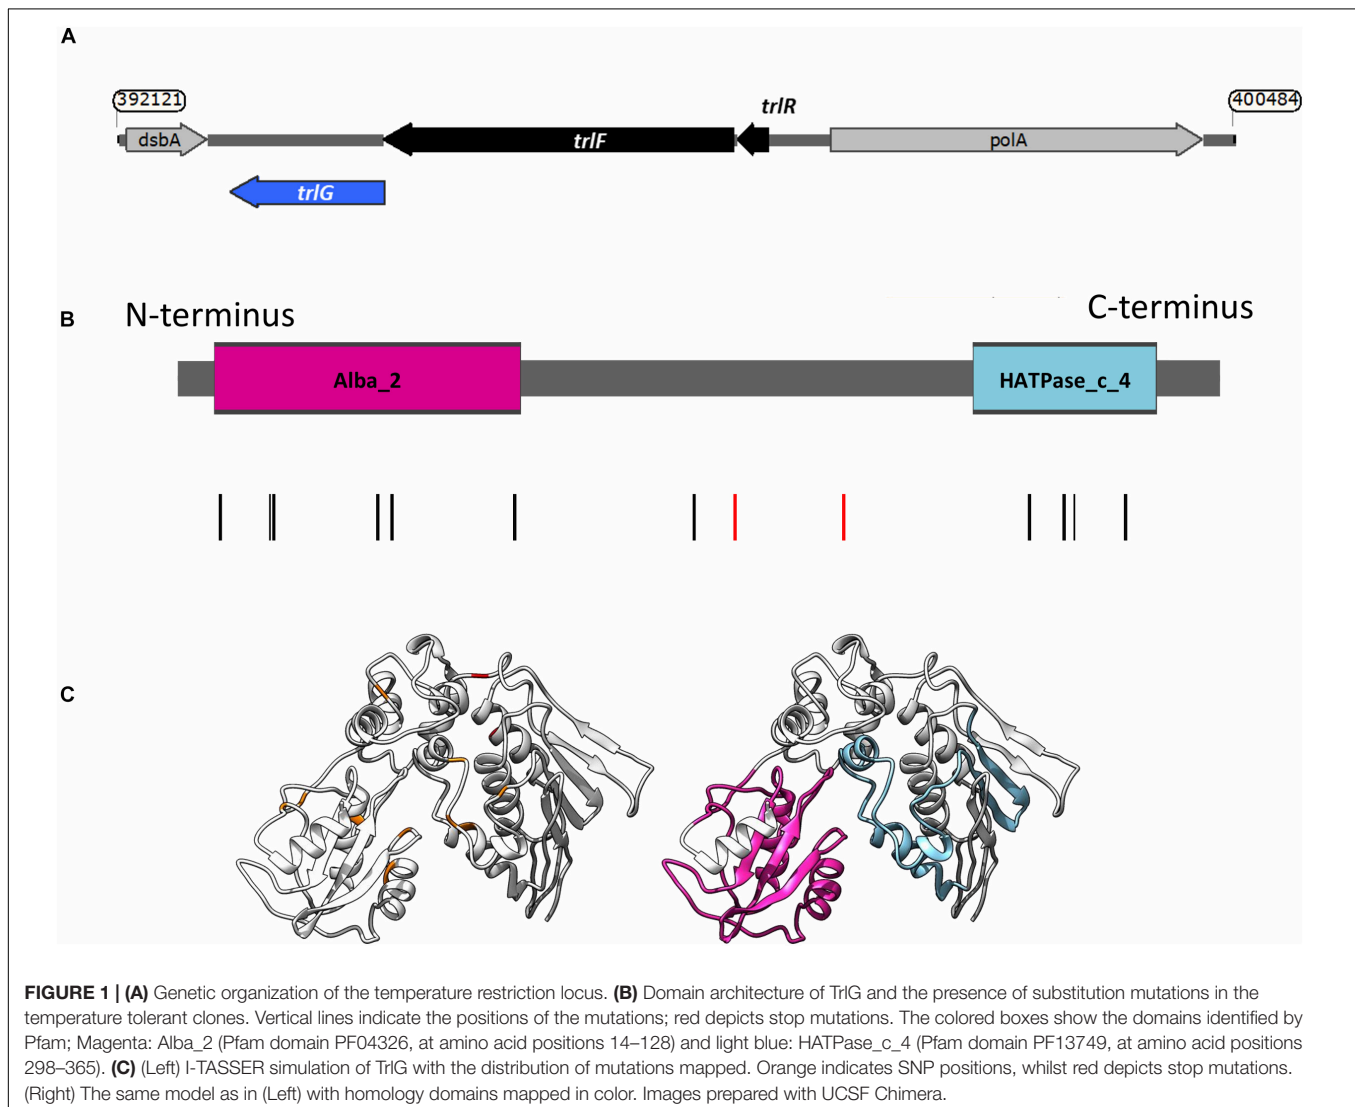 A
392121
400484
trlR
dsbA
trlF
polA
trlG
B
N-terminus
C-terminus
Alba_2
HATPase_c_4
C
FIGURE 1 | (A) Genetic organization of the temperature restriction locus. (B) Domain architecture of TrlG and the presence of substitution mutations in the
temperature tolerant clones. Vertical lines indicate the positions of the mutations; red depicts stop mutations. The colored boxes show the domains identified by
Pfam; Magenta: Alba_2 (Pfam domain PF04326, at amino acid positions 14–128) and light blue: HATPase_c_4 (Pfam domain PF13749, at amino acid positions
298–365). (C) (Left) I-TASSER simulation of TrlG with the distribution of mutations mapped. Orange indicates SNP positions, whilst red depicts stop mutations.
(Right) The same model as in (Left) with homology domains mapped in color. Images prepared with UCSF Chimera.